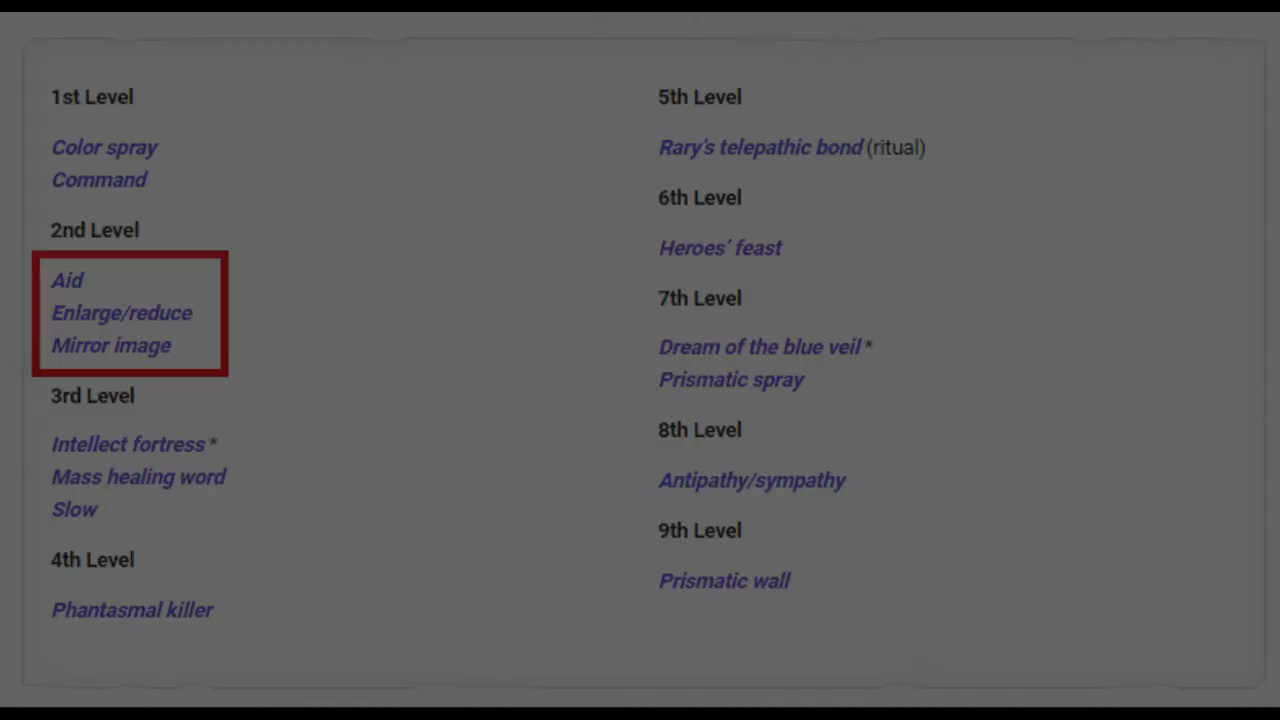 1st Level
Color spray
Command
2nd Level
Aid
Enlarge/reduce
Mirror image
3rd Level
Intellect fortress *
Mass healing word
Slow
4th Level
Phantasmal killer
5th Level
Rary's telepathic bond (ritual)
6th Level
Heroes' feast
7th Level
Dream of the blue veil *
Prismatic spray
8th Level
Antipathy/sympathy
9th Level
Prismatic wall